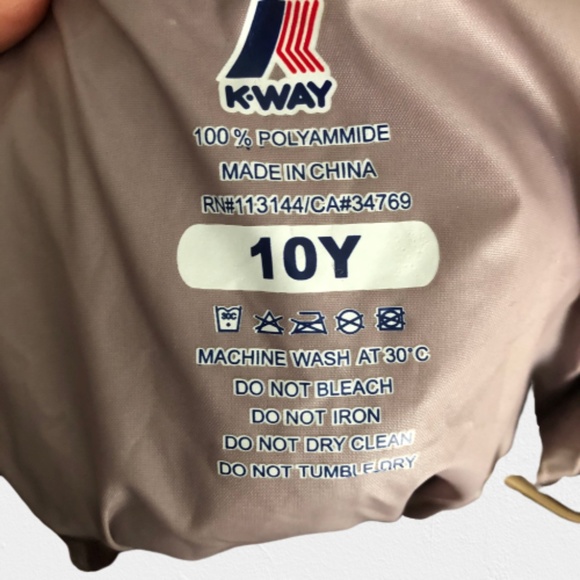 K·WAY
100 % POLYAMMIDE
MADE IN CHINA
RN#113144/CA#34769
10Y
30C
MACHINE WASH AT 30°C
DO NOT BLEACH
DO NOT IRON
DO NOT DRY CLEAN
DO NOT TUMBLE DRY